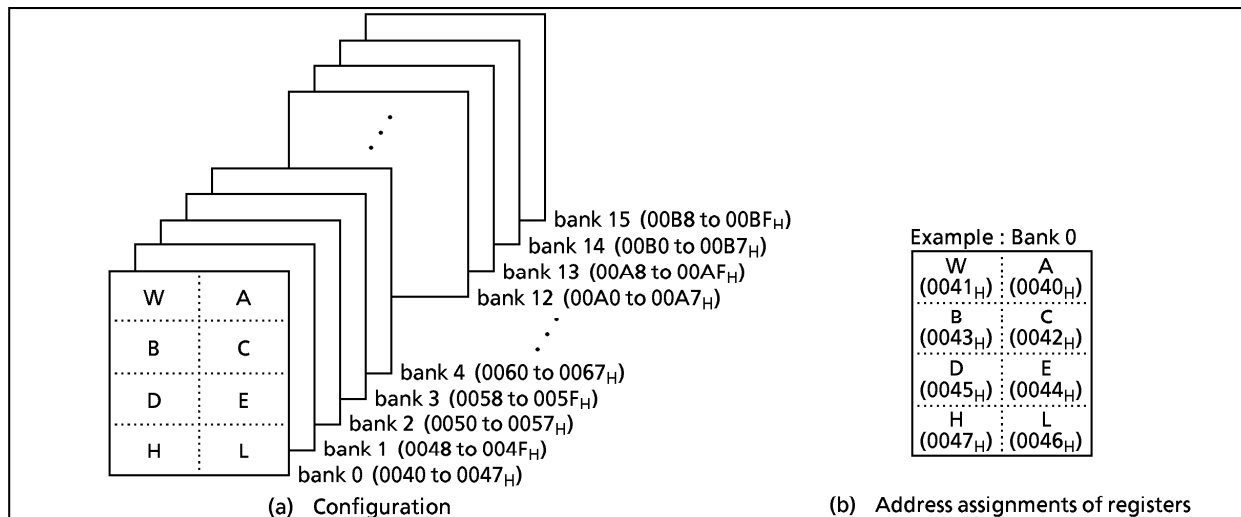 bank 15 (00B8 to 00BFH)
bank 14 (00B0 to 00B7H)
bank 13 (00A8 to 00AFH)
bank 12 (00A0 to 00A7H)
bank 4 (0060 to 0067H)
bank 3 (0058 to 005FH)
bank 2 (0050 to 0057H)
bank 1 (0048 to 004FH)
bank 0 (0040 to 0047H)
W A
B C
D E
H L
(a) Configuration
Example : Bank 0
W A
(0041H) (0040H)
B C
(0043H) (0042H)
D E
(0045H) (0044H)
H L
(0047H) (0046H)
(b) Address assignments of registers